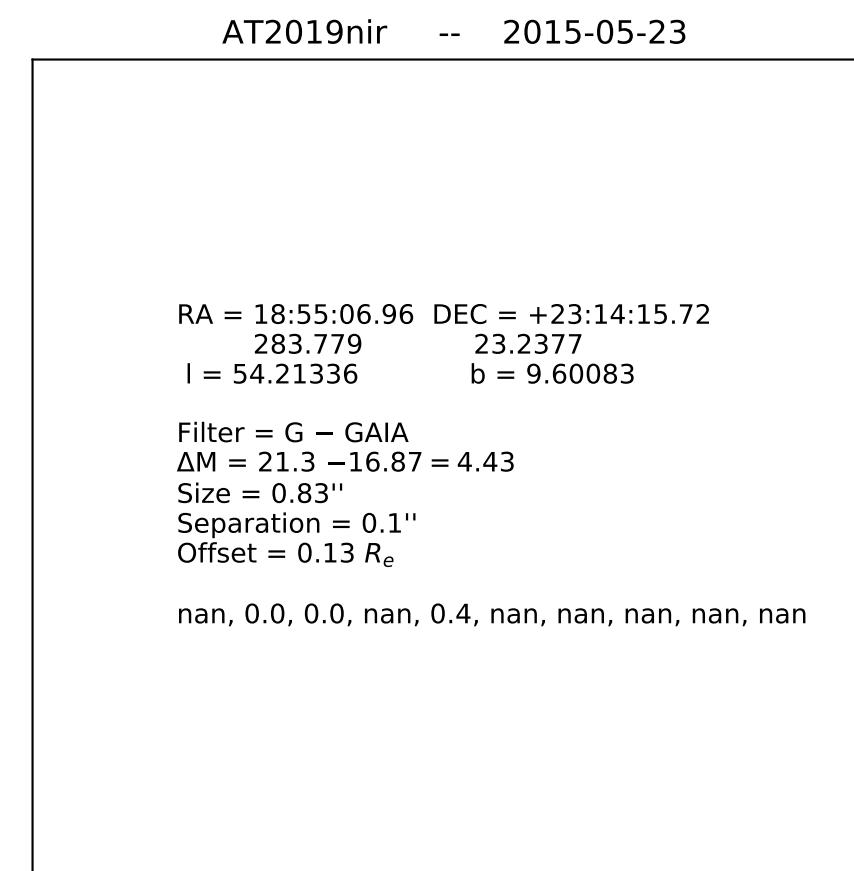 AT2019nir -- 2015-05-23
RA = 18:55:06.96 DEC = +23:14:15.72
283.779 23.2377
l = 54.21336 b = 9.60083
Filter = G − GAIA
ΔM = 21.3 −16.87 = 4.43
Size = 0.83''
Separation = 0.1''
Offset = 0.13 Rₑ
nan, 0.0, 0.0, nan, 0.4, nan, nan, nan, nan, nan